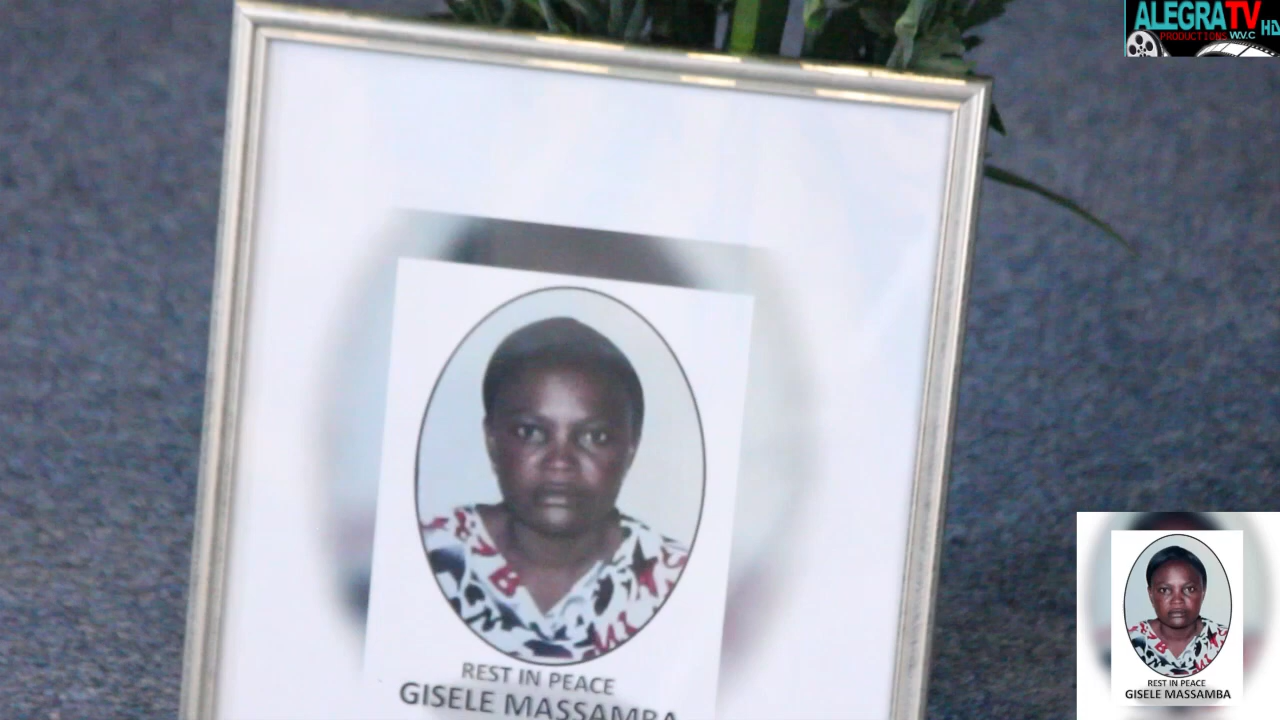 ALEGRATV HD
PRODUCTIONS W.V.C
REST IN PEACE
GISELE MASSAMBA
REST IN PEACE
GISELE MASSAMBA